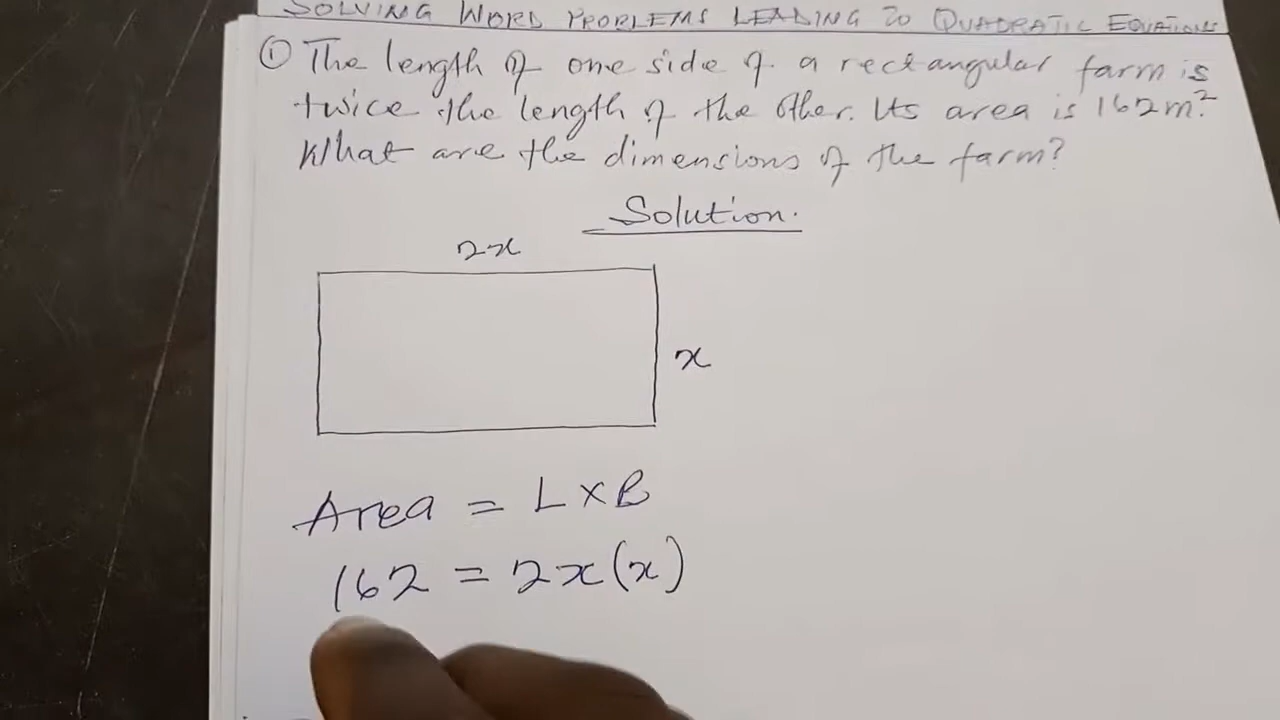 SOLVING WORD PROBLEMS LEADING TO QUADRATIC EQUATIONS
① The length of one side of a rectangular farm is
twice the length of the other. Its area is 162m².
What are the dimensions of the farm?
Solution.
2x
x
Area = L×B
162 = 2x(x)